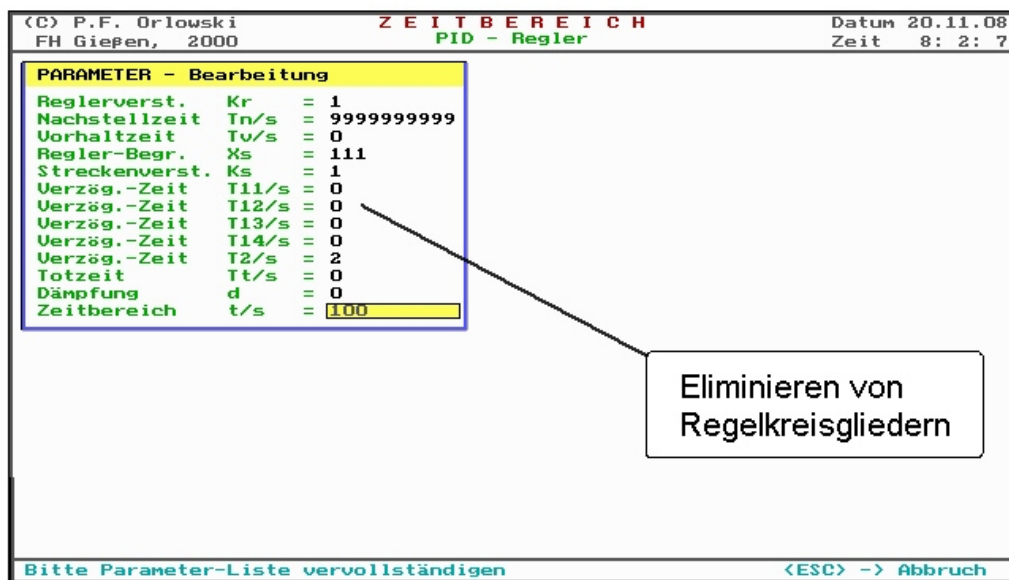 (C) P.F. Orlowski Z E I T B E R E I C H Datum 20.11.08
FH Gießen, 2000 PID - Regler Zeit 8: 2: 7
PARAMETER - Bearbeitung
Reglerverst. Kr = 1
Nachstellzeit Tn/s = 9999999999
Vorhaltzeit Tv/s = 0
Regler-Begr. Xs = 111
Streckenverst. Ks = 1
Verzög.-Zeit T11/s = 0
Verzög.-Zeit T12/s = 0
Verzög.-Zeit T13/s = 0
Verzög.-Zeit T14/s = 0
Verzög.-Zeit T2/s = 2
Totzeit Tt/s = 0
Dämpfung d = 0
Zeitbereich t/s = 100
Eliminieren von
Regelkreisgliedern
Bitte Parameter-Liste vervollständigen <ESC> -> Abbruch